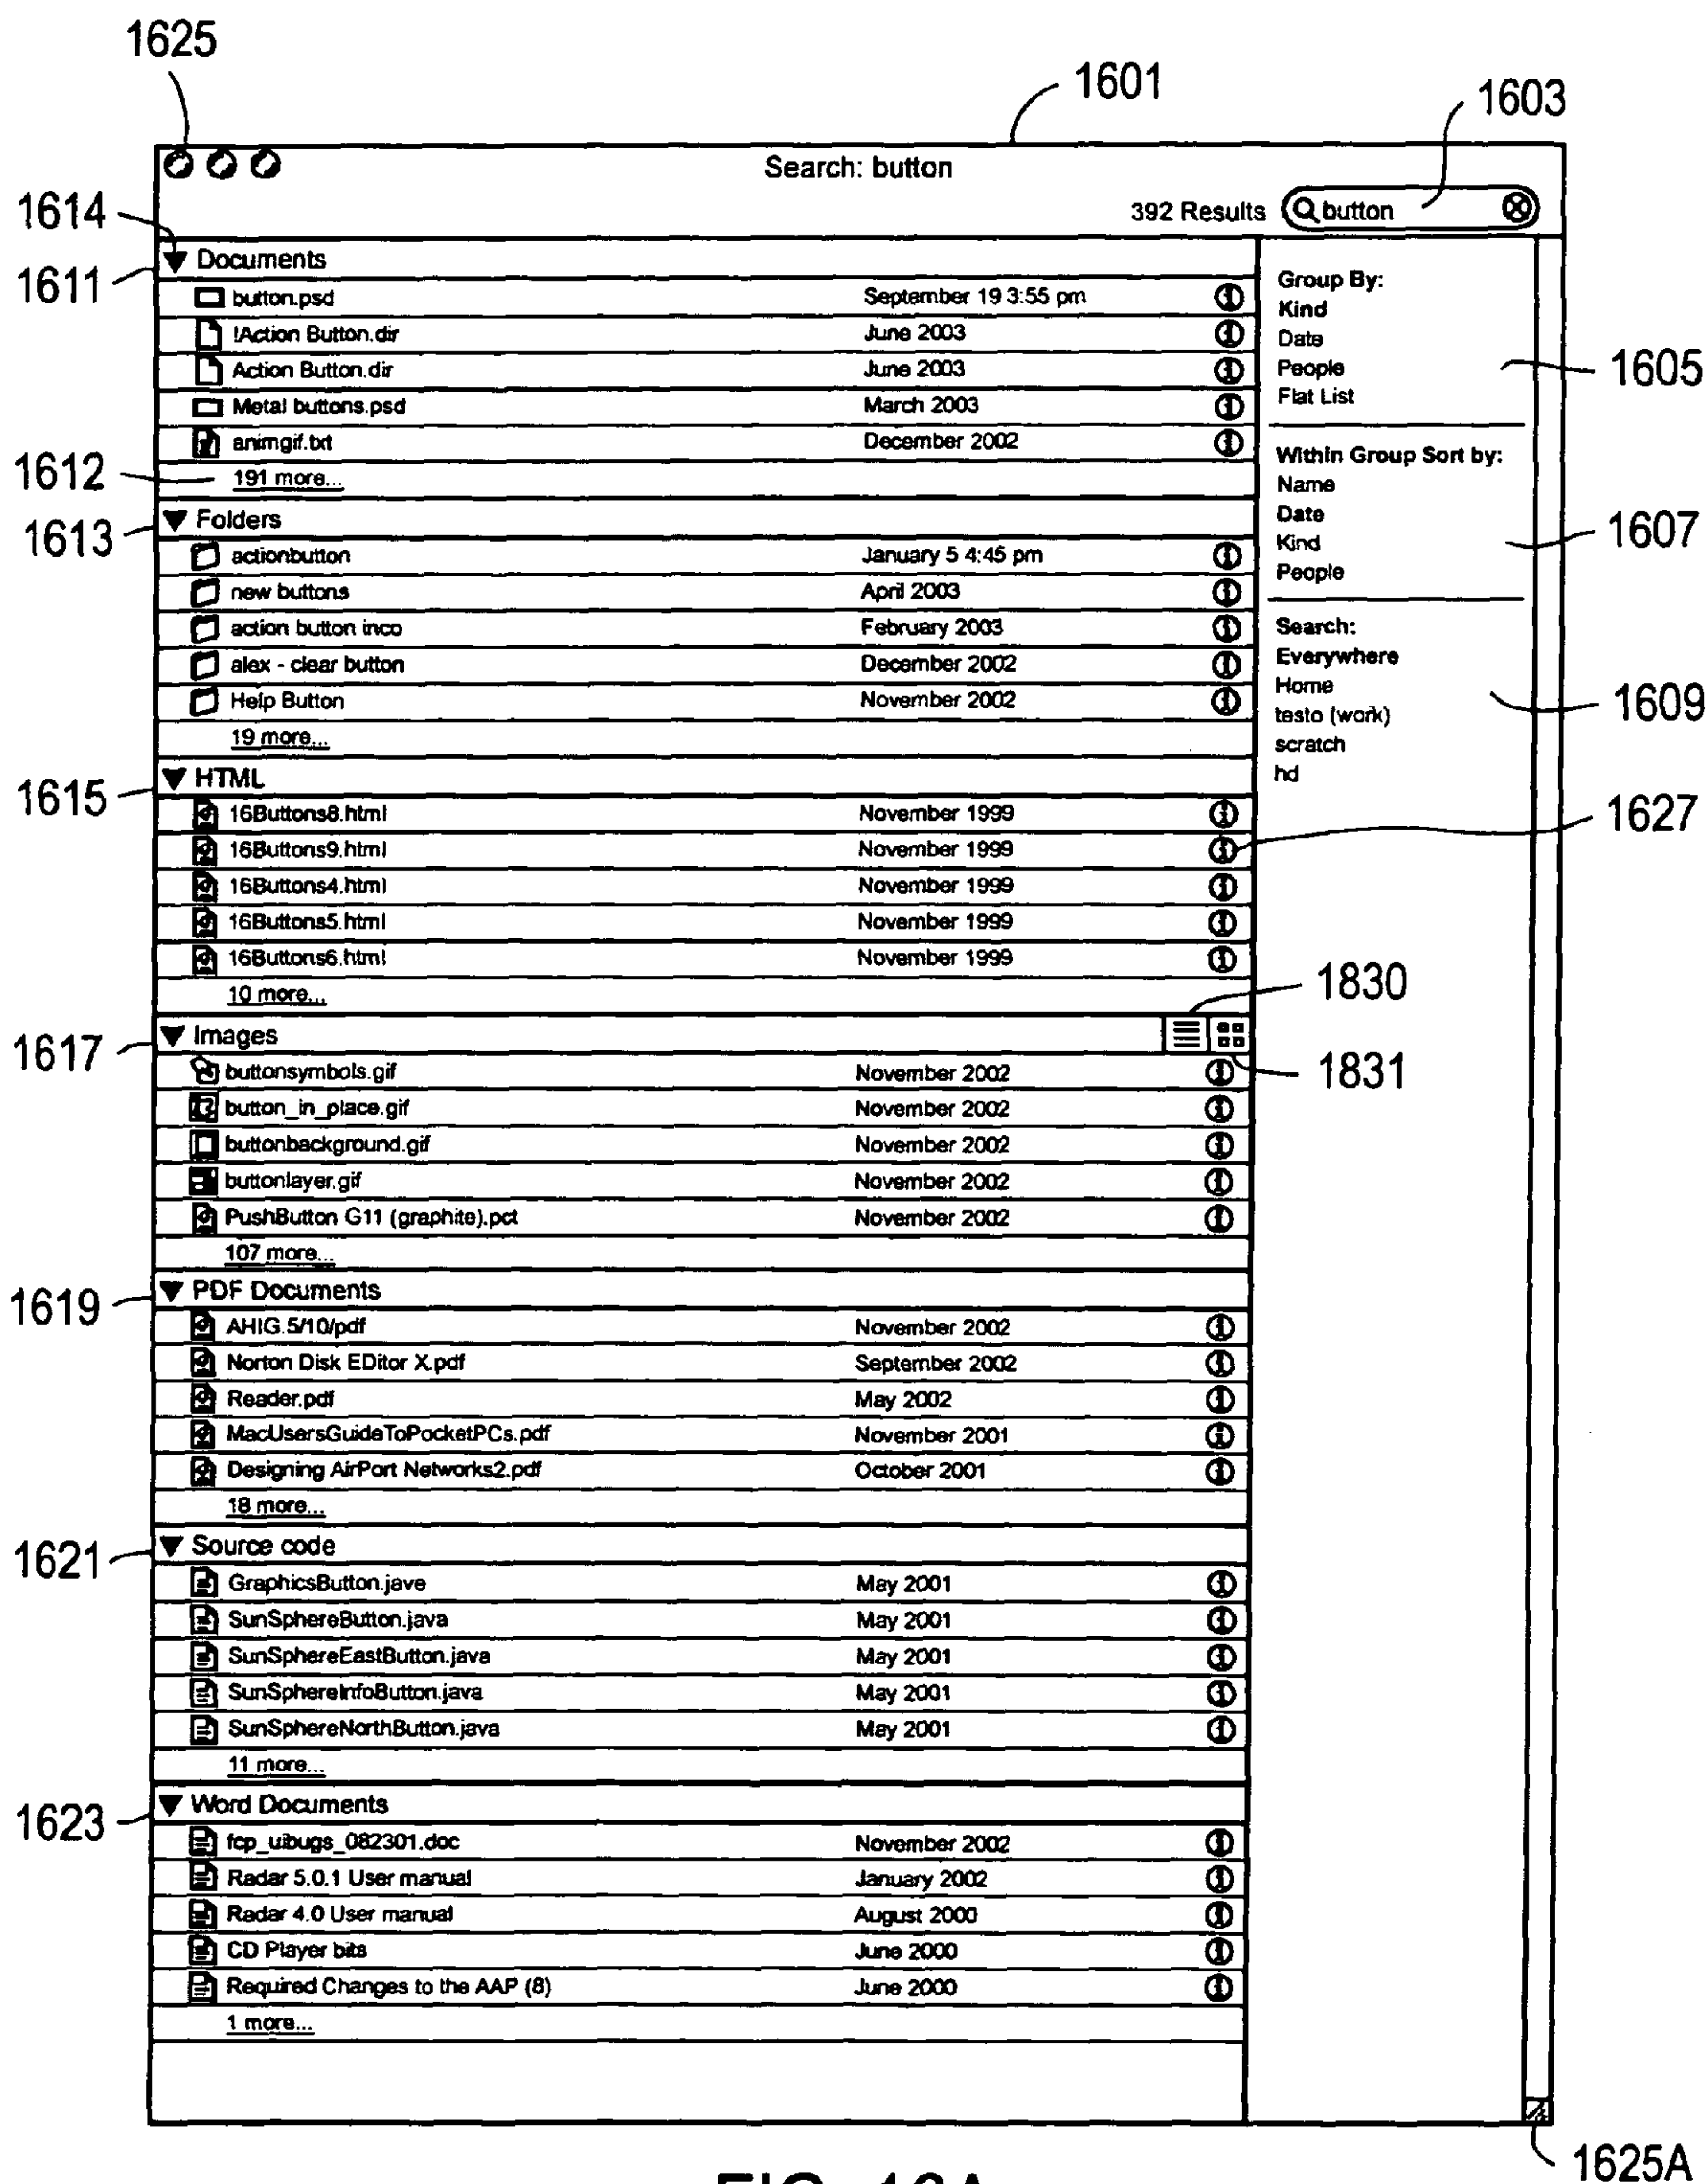 1625
1601
1603
Search: button
1614
392 Results button
1611
Documents
button.psd September 19 3:55 pm
!Action Button.dir June 2003
Action Button.dir June 2003
Metal buttons.psd March 2003
animgif.txt December 2002
1612
191 more...
1613
Folders
actionbutton January 5 4:45 pm
new buttons April 2003
action button inco February 2003
alex - clear button December 2002
Help Button November 2002
19 more...
1615
HTML
16Buttons8.html November 1999
16Buttons9.html November 1999
16Buttons4.html November 1999
16Buttons5.html November 1999
16Buttons6.html November 1999
10 more...
1617
Images
buttonsymbols.gif November 2002
button_in_place.gif November 2002
buttonbackground.gif November 2002
buttonlayer.gif November 2002
PushButton G11 (graphite).pct November 2002
107 more...
1619
PDF Documents
AHIG.5/10/pdf November 2002
Norton Disk EDitor X.pdf September 2002
Reader.pdf May 2002
MacUsersGuideToPocketPCs.pdf November 2001
Designing AirPort Networks2.pdf October 2001
18 more...
1621
Source code
GraphicsButton.jave May 2001
SunSphereButton.java May 2001
SunSphereEastButton.java May 2001
SunSphereInfoButton.java May 2001
SunSphereNorthButton.java May 2001
11 more...
1623
Word Documents
fcp_uibugs_082301.doc November 2002
Radar 5.0.1 User manual January 2002
Radar 4.0 User manual August 2000
CD Player bits June 2000
Required Changes to the AAP (8) June 2000
1 more...
Group By:
Kind
Date
People
Flat List
1605
Within Group Sort by:
Name
Date
Kind
People
1607
Search:
Everywhere
Home
testo (work)
scratch
hd
1609
1627
1830
1831
1625A
FIG. 16A